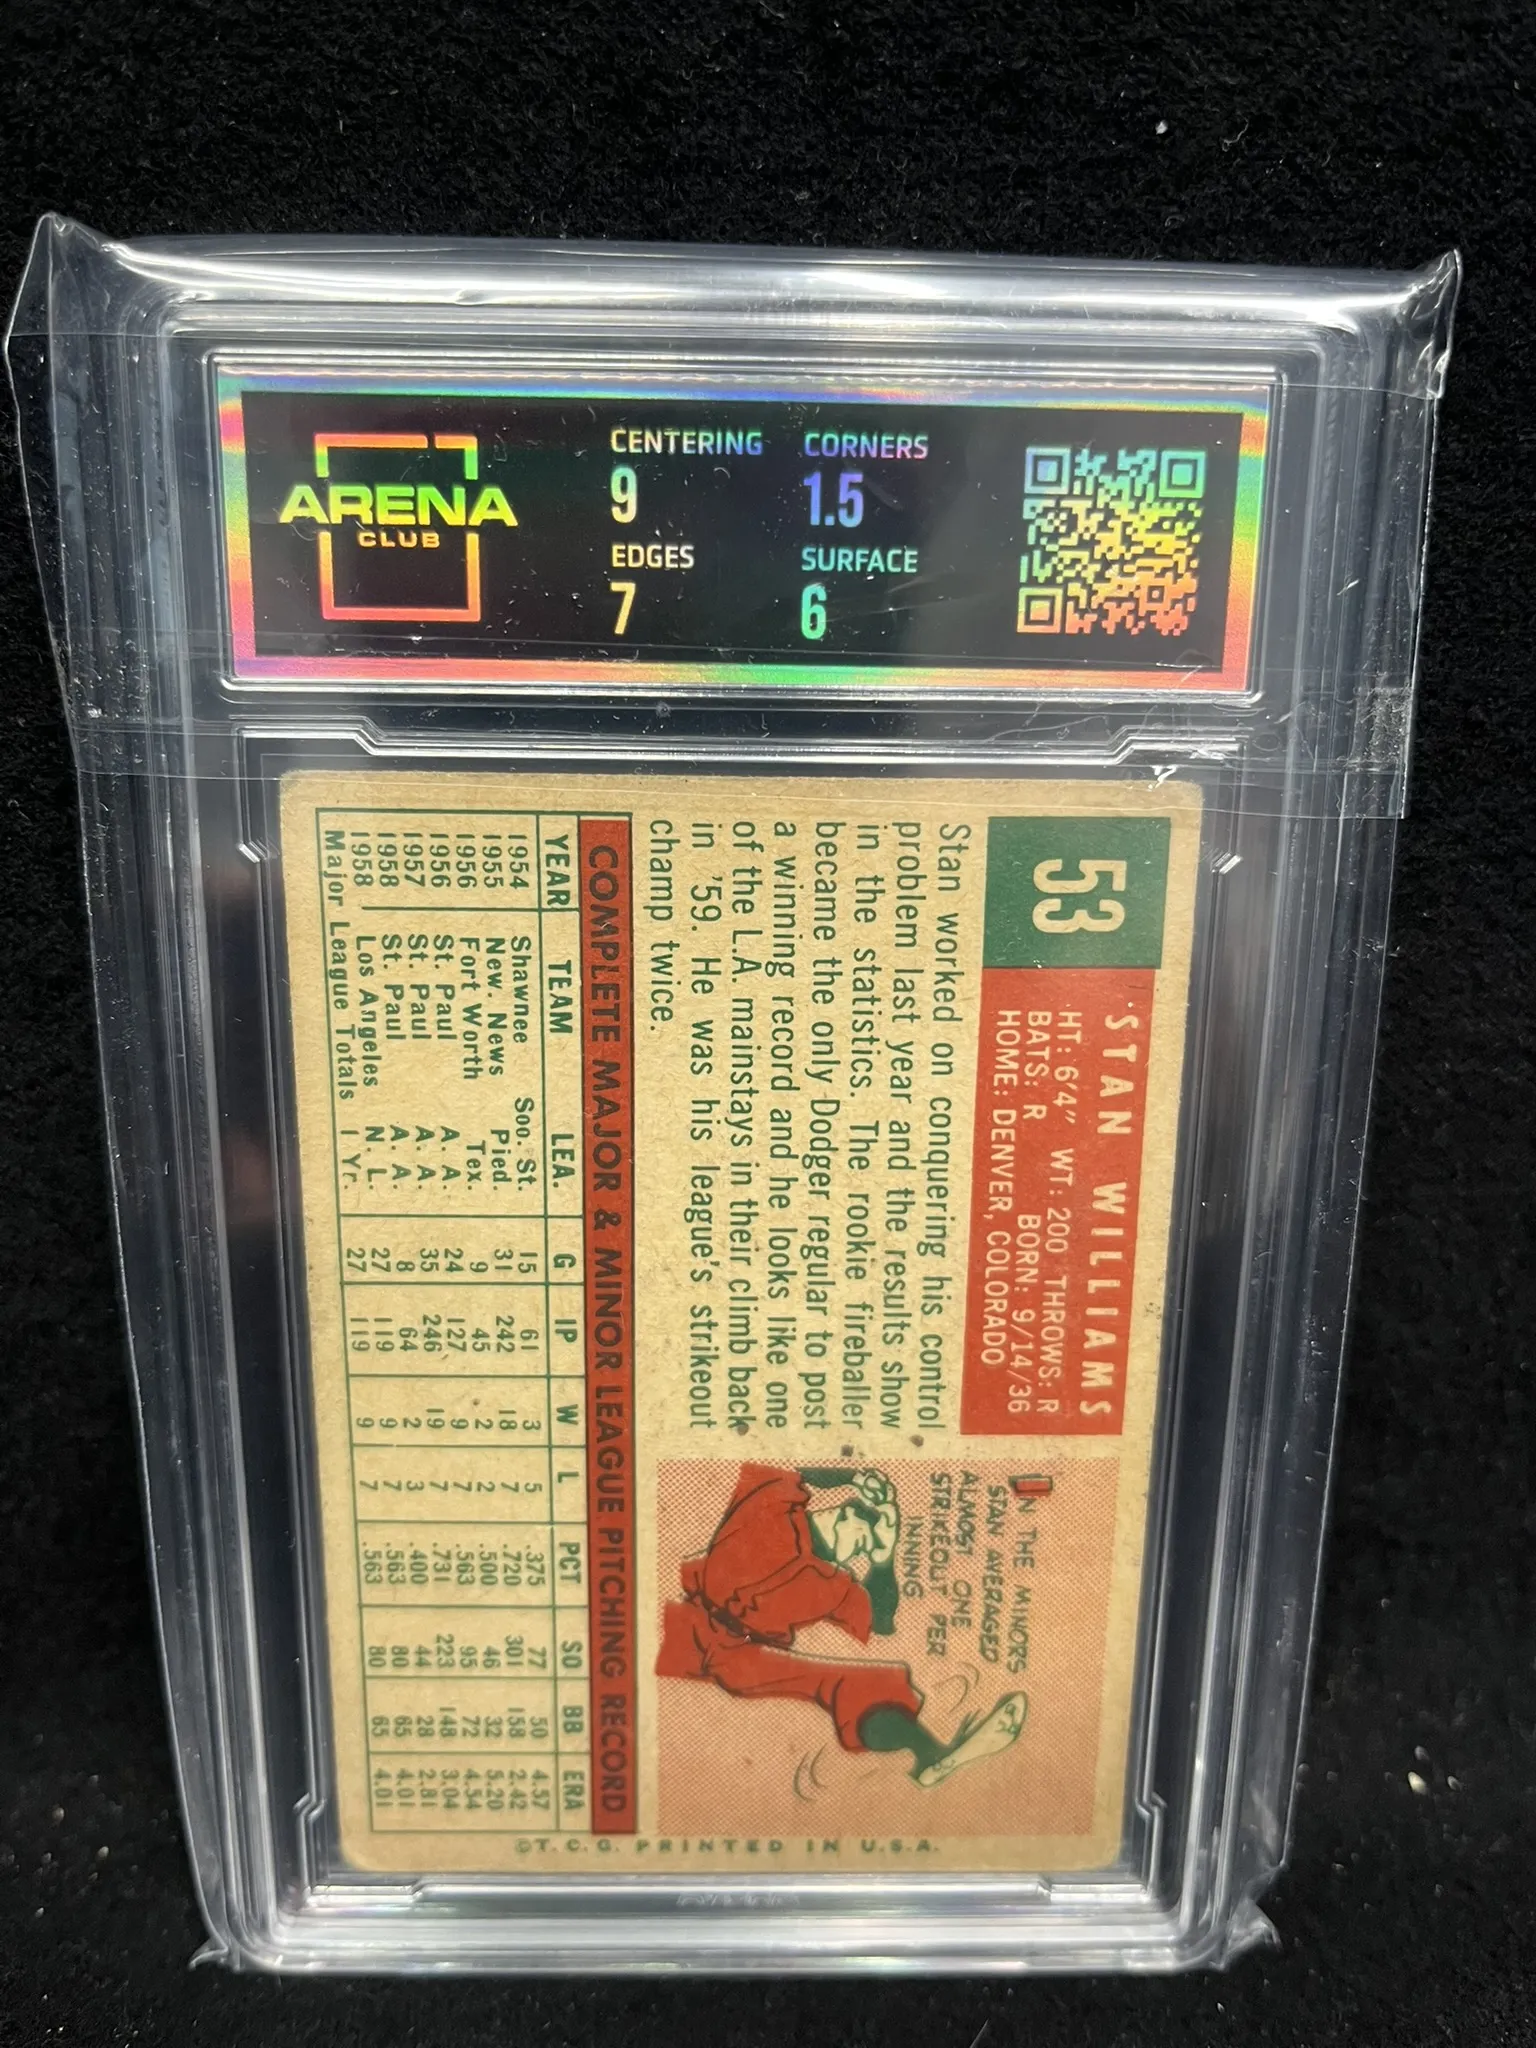 ARENA
CLUB
CENTERING
9
CORNERS
1.5
EDGES
7
SURFACE
6
53
STAN WILLIAMS
HT: 6'4" WT: 200 THROWS: R
BATS: R BORN: 9/14/36
HOME: DENVER, COLORADO
Stan worked on conquering his control
problem last year and the results show
in the statistics. The rookie fireballer
became the only Dodger regular to post
a winning record and he looks like one
of the L.A. mainstays in their climb back
in '59. He was his league's strikeout
champ twice.
IN THE MINORS
STAN AVERAGED
ALMOST ONE
STRIKEOUT PER
INNING
COMPLETE MAJOR & MINOR LEAGUE PITCHING RECORD
YEAR TEAM LEA. G IP W L PCT SO BB ERA
1954 Shawnee Soo. St. 15 61 3 5 .375 77 50 4.57
1955 New. News Pied. 31 242 18 7 .720 301 158 2.42
1956 Fort Worth Tex. 9 45 2 2 .500 46 32 5.20
1956 St. Paul A. A. 24 127 9 7 .563 95 72 4.54
1957 St. Paul A. A. 35 246 19 7 .731 223 148 3.04
1958 St. Paul A. A. 8 64 2 3 .400 44 28 2.81
1958 Los Angeles N. L. 27 119 9 7 .563 80 65 4.01
Major League Totals 1 Yr. 27 119 9 7 .563 80 65 4.01
©T. C. G. PRINTED IN U.S.A.